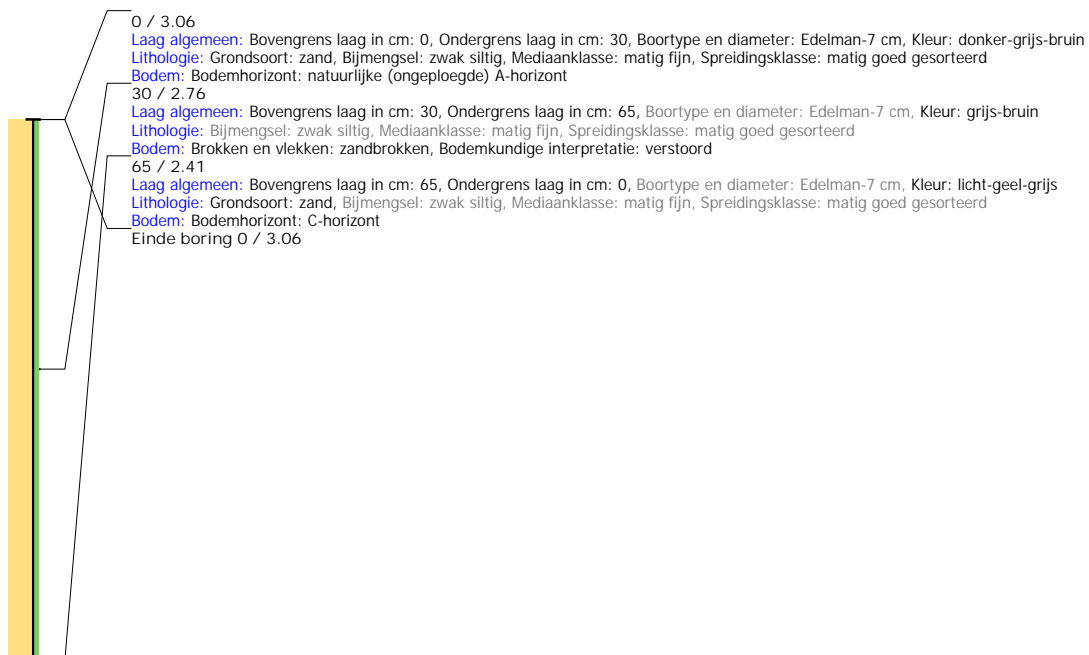 0 / 3.06
Laag algemeen: Bovengrens laag in cm: 0, Ondergrens laag in cm: 30, Boortype en diameter: Edelman-7 cm, Kleur: donker-grijs-bruin
Lithologie: Grondsoort: zand, Bijmengsel: zwak siltig, Mediaanklasse: matig fijn, Spreidingsklasse: matig goed gesorteerd
Bodem: Bodemhorizont: natuurlijke (ongeploegde) A-horizont
30 / 2.76
Laag algemeen: Bovengrens laag in cm: 30, Ondergrens laag in cm: 65, Boortype en diameter: Edelman-7 cm, Kleur: grijs-bruin
Lithologie: Bijmengsel: zwak siltig, Mediaanklasse: matig fijn, Spreidingsklasse: matig goed gesorteerd
Bodem: Brokken en vlekken: zandbrokken, Bodemkundige interpretatie: verstoord
65 / 2.41
Laag algemeen: Bovengrens laag in cm: 65, Ondergrens laag in cm: 0, Boortype en diameter: Edelman-7 cm, Kleur: licht-geel-grijs
Lithologie: Grondsoort: zand, Bijmengsel: zwak siltig, Mediaanklasse: matig fijn, Spreidingsklasse: matig goed gesorteerd
Bodem: Bodemhorizont: C-horizont
Einde boring 0 / 3.06